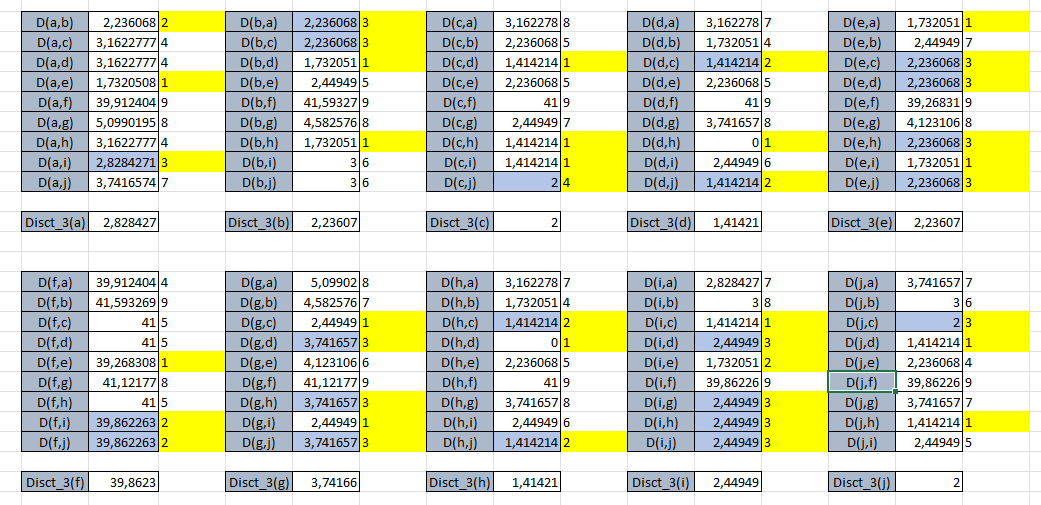 D(a,b) 2,236068 2 D(b,a) 2,236068 3 D(c,a) 3,162278 8 D(d,a) 3,162278 7 D(e,a) 1,732051 1
D(a,c) 3,1622777 4 D(b,c) 2,236068 3 D(c,b) 2,236068 5 D(d,b) 1,732051 4 D(e,b) 2,44949 7
D(a,d) 3,1622777 4 D(b,d) 1,732051 1 D(c,d) 1,414214 1 D(d,c) 1,414214 2 D(e,c) 2,236068 3
D(a,e) 1,7320508 1 D(b,e) 2,44949 5 D(c,e) 2,236068 5 D(d,e) 2,236068 5 D(e,d) 2,236068 3
D(a,f) 39,912404 9 D(b,f) 41,59327 9 D(c,f) 41 9 D(d,f) 41 9 D(e,f) 39,26831 9
D(a,g) 5,0990195 8 D(b,g) 4,582576 8 D(c,g) 2,44949 7 D(d,g) 3,741657 8 D(e,g) 4,123106 8
D(a,h) 3,1622777 4 D(b,h) 1,732051 1 D(c,h) 1,414214 1 D(d,h) 0 1 D(e,h) 2,236068 3
D(a,i) 2,8284271 3 D(b,i) 3 6 D(c,i) 1,414214 1 D(d,i) 2,44949 6 D(e,i) 1,732051 1
D(a,j) 3,7416574 7 D(b,j) 3 6 D(c,j) 2 4 D(d,j) 1,414214 2 D(e,j) 2,236068 3
Disct_3(a) 2,828427 Disct_3(b) 2,23607 Disct_3(c) 2 Disct_3(d) 1,41421 Disct_3(e) 2,23607
D(f,a) 39,912404 4 D(g,a) 5,09902 8 D(h,a) 3,162278 7 D(i,a) 2,828427 7 D(j,a) 3,741657 7
D(f,b) 41,593269 9 D(g,b) 4,582576 7 D(h,b) 1,732051 4 D(i,b) 3 8 D(j,b) 3 6
D(f,c) 41 5 D(g,c) 2,44949 1 D(h,c) 1,414214 2 D(i,c) 1,414214 1 D(j,c) 2 3
D(f,d) 41 5 D(g,d) 3,741657 3 D(h,d) 0 1 D(i,d) 2,44949 3 D(j,d) 1,414214 1
D(f,e) 39,268308 1 D(g,e) 4,123106 6 D(h,e) 2,236068 5 D(i,e) 1,732051 2 D(j,e) 2,236068 4
D(f,g) 41,12177 8 D(g,f) 41,12177 9 D(h,f) 41 9 D(i,f) 39,86226 9 D(j,f) 39,86226 9
D(f,h) 41 5 D(g,h) 3,741657 3 D(h,g) 3,741657 8 D(i,g) 2,44949 3 D(j,g) 3,741657 7
D(f,i) 39,862263 2 D(g,i) 2,44949 1 D(h,i) 2,44949 6 D(i,h) 2,44949 3 D(j,h) 1,414214 1
D(f,j) 39,862263 2 D(g,j) 3,741657 3 D(h,j) 1,414214 2 D(i,j) 2,44949 3 D(j,i) 2,44949 5
Disct_3(f) 39,8623 Disct_3(g) 3,74166 Disct_3(h) 1,41421 Disct_3(i) 2,44949 Disct_3(j) 2